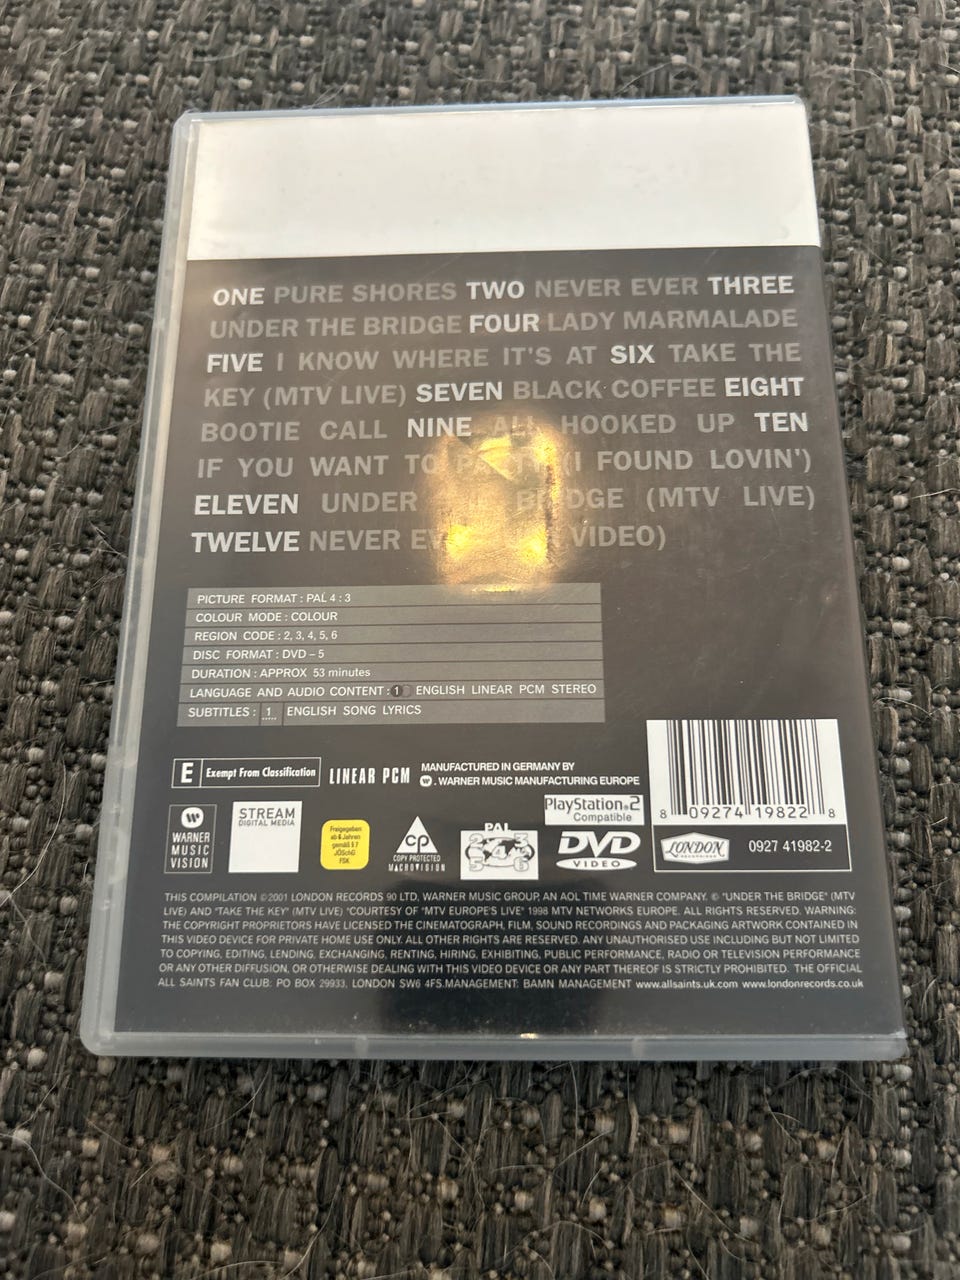 ONE PURE SHORES TWO NEVER EVER THREE
UNDER THE BRIDGE FOUR LADY MARMALADE
FIVE I KNOW WHERE IT'S AT SIX TAKE THE
KEY (MTV LIVE) SEVEN BLACK COFFEE EIGHT
BOOTIE CALL NINE ALL HOOKED UP TEN
IF YOU WANT TO PARTY (I FOUND LOVIN')
ELEVEN UNDER BRIDGE (MTV LIVE)
TWELVE NEVER VIDEO)
PICTURE FORMAT : PAL 4 : 3
COLOUR MODE : COLOUR
REGION CODE : 2, 3, 4, 5, 6
DISC FORMAT : DVD – 5
DURATION : APPROX 53 minutes
LANGUAGE AND AUDIO CONTENT : 1 ENGLISH LINEAR PCM STEREO
SUBTITLES : 1 ENGLISH SONG LYRICS
E Exempt From Classification
LINEAR PCM
MANUFACTURED IN GERMANY BY
W. WARNER MUSIC MANUFACTURING EUROPE
WARNER
MUSIC
VISION
STREAM
DIGITAL MEDIA
Freigegeben
ab 6 Jahren
gemäß § 7
JÖSchG
FSK
CP
COPY PROTECTED
MACROVISION
PAL
2 3
4
5 6
PlayStation 2
Compatible
DVD
VIDEO
8 09274 19822 8
LONDON
RECORDINGS
0927 41982-2
THIS COMPILATION ©2001 LONDON RECORDS 90 LTD, WARNER MUSIC GROUP, AN AOL TIME WARNER COMPANY. © "UNDER THE BRIDGE" (MTV
LIVE) AND "TAKE THE KEY" (MTV LIVE) "COURTESY OF "MTV EUROPE'S LIVE" 1998 MTV NETWORKS EUROPE. ALL RIGHTS RESERVED. WARNING:
THE COPYRIGHT PROPRIETORS HAVE LICENSED THE CINEMATOGRAPH, FILM, SOUND RECORDINGS AND PACKAGING ARTWORK CONTAINED IN
THIS VIDEO DEVICE FOR PRIVATE HOME USE ONLY. ALL OTHER RIGHTS ARE RESERVED. ANY UNAUTHORISED USE INCLUDING BUT NOT LIMITED
TO COPYING, EDITING, LENDING, EXCHANGING, RENTING, HIRING, EXHIBITING, PUBLIC PERFORMANCE, RADIO OR TELEVISION PERFORMANCE
OR ANY OTHER DIFFUSION, OR OTHERWISE DEALING WITH THIS VIDEO DEVICE OR ANY PART THEREOF IS STRICTLY PROHIBITED. THE OFFICIAL
ALL SAINTS FAN CLUB: PO BOX 29933, LONDON SW6 4FS.MANAGEMENT: BAMN MANAGEMENT www.allsaints.uk.com www.londonrecords.co.uk